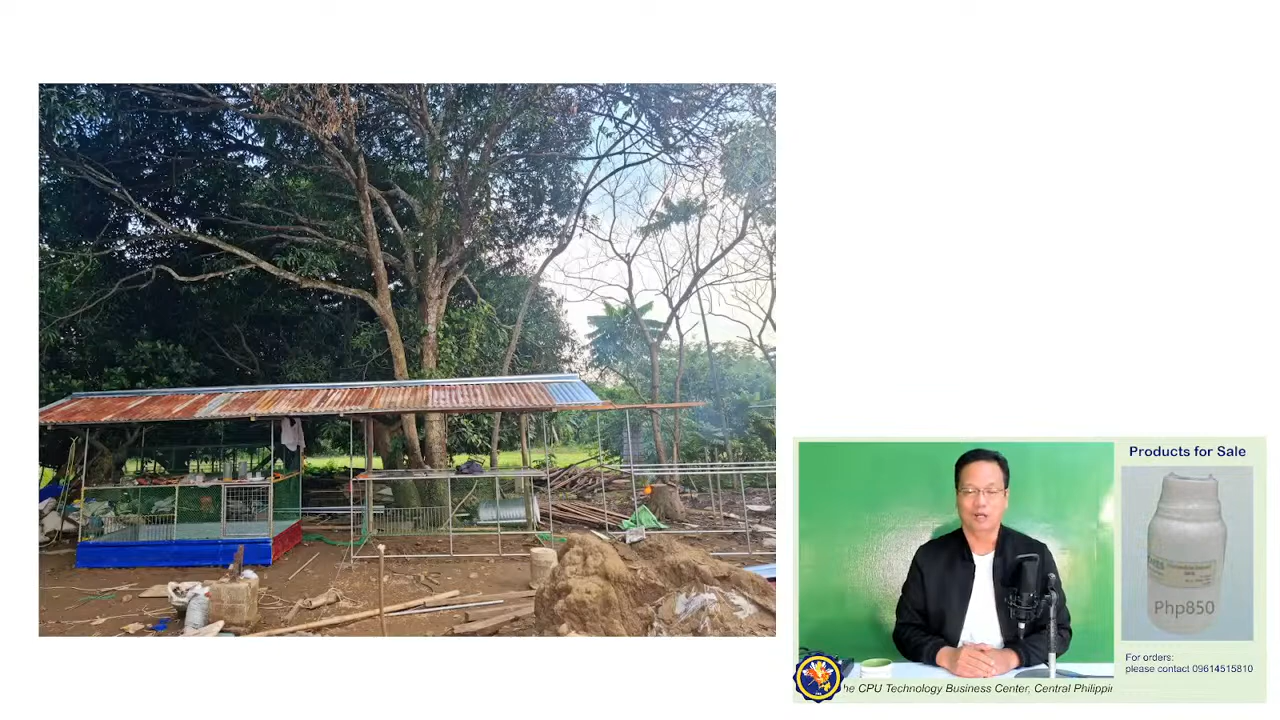 Products for Sale
Php850
For orders:
please contact 09614515810
he CPU Technology Business Center, Central Philippi